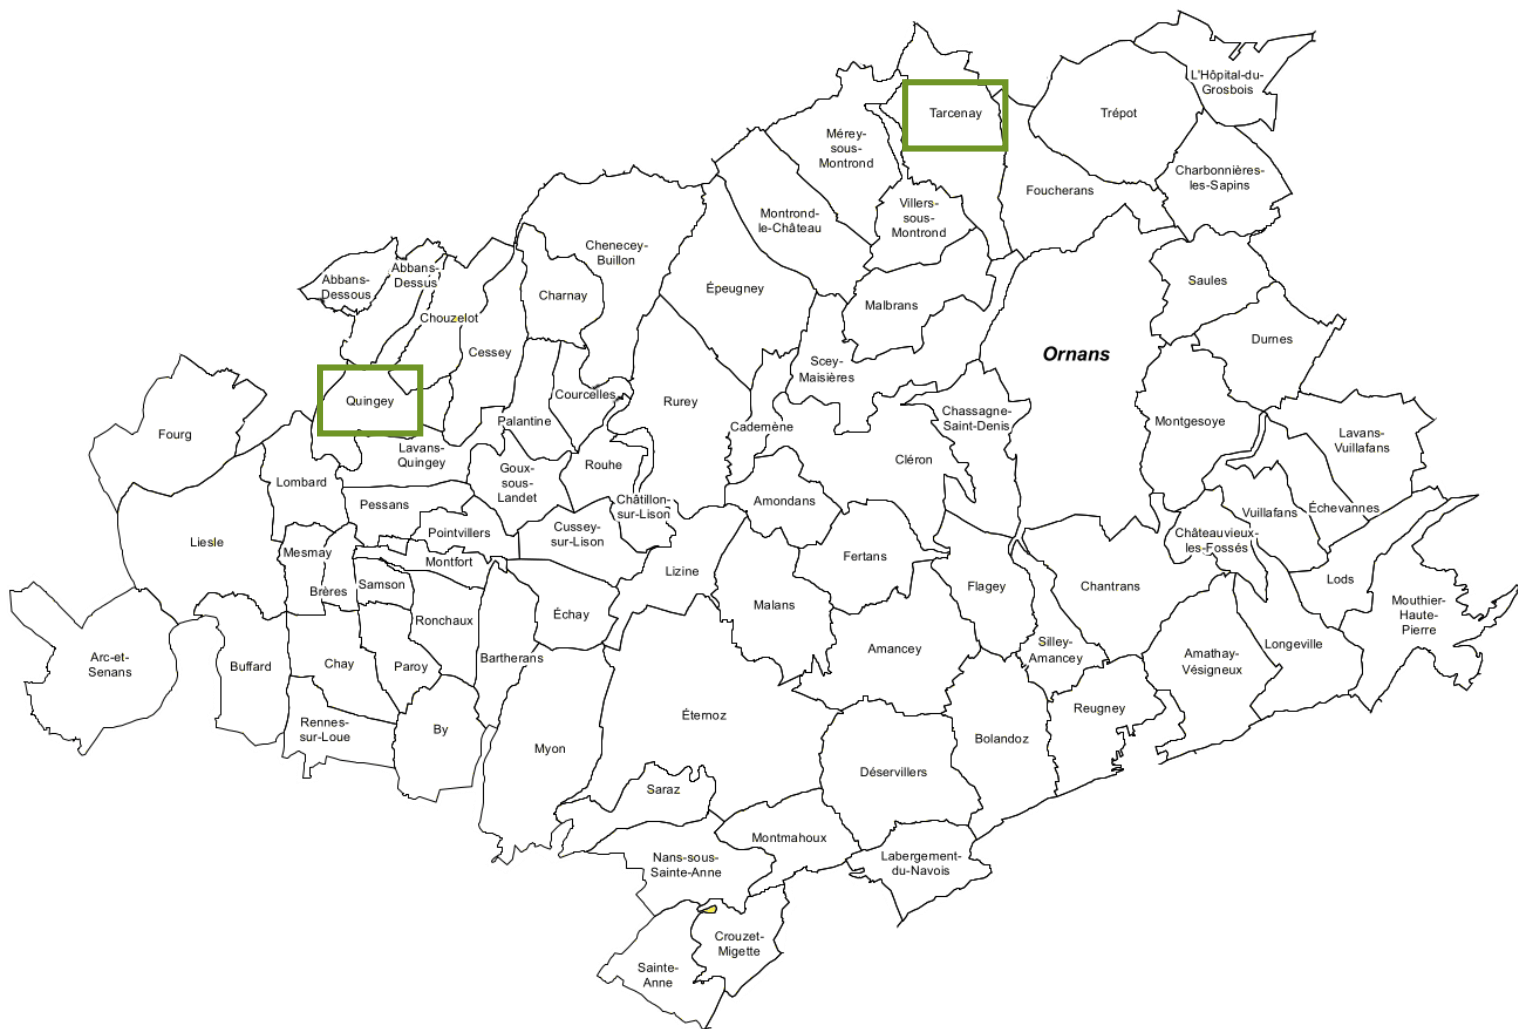 L'Hôpital-du-
Grosbois
Tarcenay
Trépot
Mérey-
sous-
Montrond
Charbonnières-
les-Sapins
Foucherans
Villers-
sous-
Montrond
Montrond-
le-Château
Chenecey-
Buillon
Abbans-
Dessus
Abbans-
Dessous
Charnay
Épeugney
Saules
Malbrans
Chouzelot
Durnes
Cessey
Ornans
Scey-
Maisières
Quingey
Courcelles
Rurey
Chassagne-
Saint-Denis
Palantine
Cademène
Montgesoye
Fourg
Lavans-
Villafans
Lavans-
Quingey
Cléron
Rouhe
Goux-
sous-
Landet
Lombard
Amondans
Pessans
Châtillon-
sur-Lison
Échevannes
Vuillafans
Pointvillers
Cussey-
sur-Lison
Châteauvieux-
les-Fossés
Liesle
Mesmay
Fertans
Montfort
Lizine
Lods
Samson
Brères
Flagey
Chantrans
Malans
Échay
Mouthier-
Haute-
Pierre
Ronchaux
Silley-
Amancey
Longeville
Amancey
Arc-et-
Senans
Buffard
Chay
Paroy
Bartherans
Amathay-
Vésigneux
Reugney
Éternoz
Rennes-
sur-Loue
By
Bolandoz
Myon
Déservillers
Saraz
Montmahoux
Nans-sous-
Sainte-Anne
Labergement-
du-Navois
Crouzet-
Migette
Sainte-
Anne